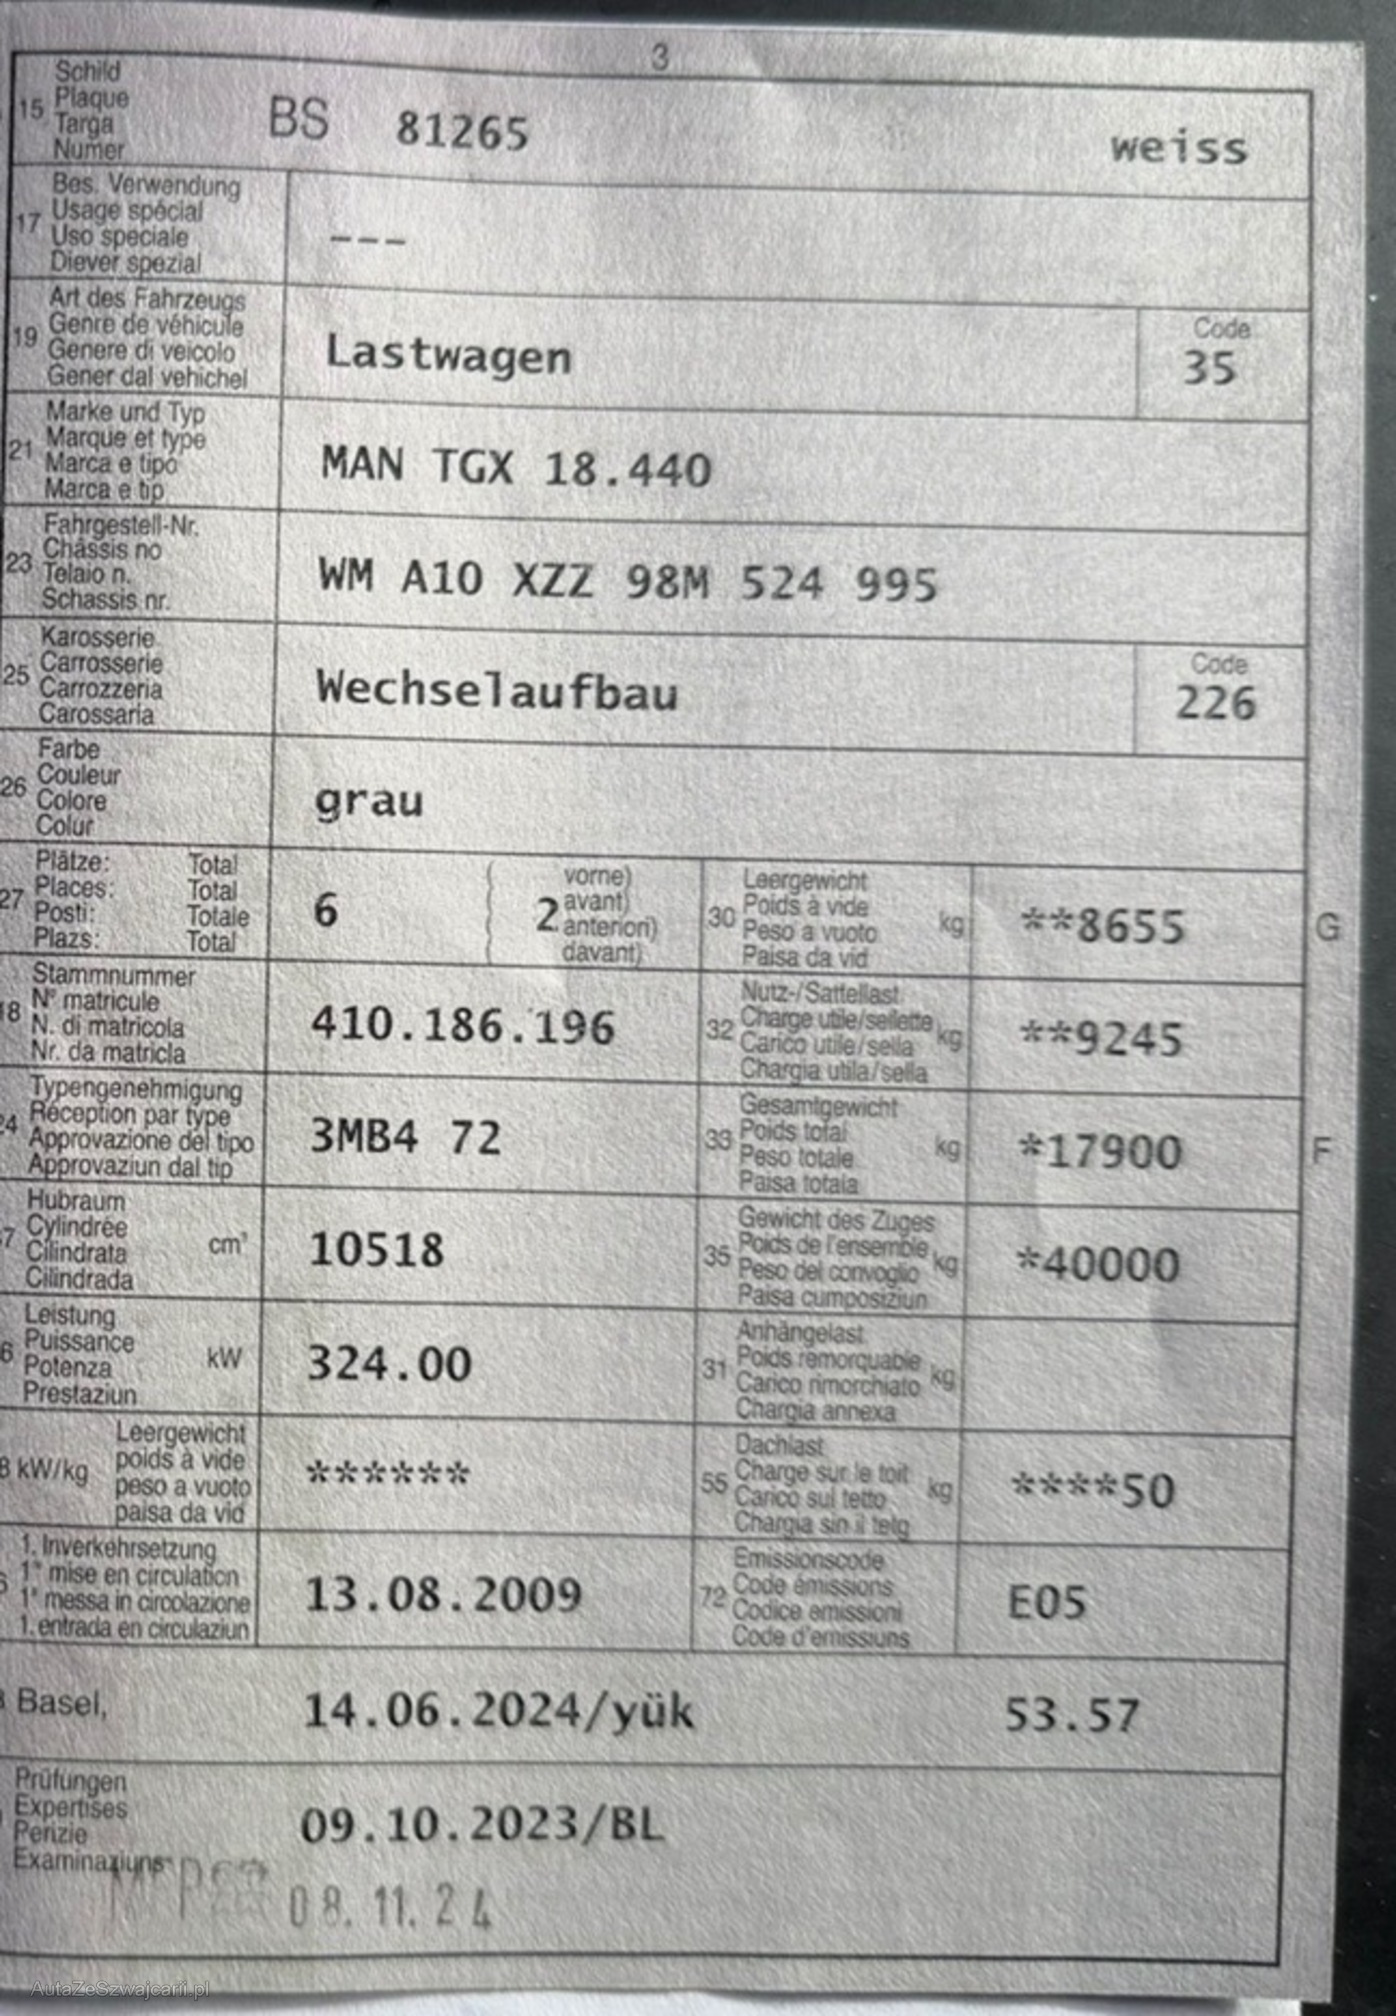 3
15 Schild
Plaque
Targa
Numer
BS 81265 weiss
17 Bes. Verwendung
Usage spécial
Uso speciale
Diever spezial
---
19 Art des Fahrzeugs
Genre de véhicule
Genere di veicolo
Gener dal vehichel
Lastwagen
Code
35
21 Marke und Typ
Marque et type
Marca e tipo
Marca e tip
MAN TGX 18.440
23 Fahrgestell-Nr.
Châssis no
Telaio n.
Schassis nr.
WM A10 XZZ 98M 524 995
25 Karosserie
Carrosserie
Carrozzeria
Carossaria
Wechselaufbau
Code
226
26 Farbe
Couleur
Colore
Colur
grau
27 Plätze: Total
Places: Total
Posti: Totale
Plazs: Total
6
2
vorne)
avant)
anteriori)
davant)
30 Leergewicht
Poids à vide
Peso a vuoto
Paisa da vid
kg
**8655
G
18 Stammnummer
N° matricule
N. di matricola
Nr. da matricla
410.186.196
32 Nutz-/Sattellast
Charge utile/sellette
Carico utile/sella
Chargia utila/sella
kg
**9245
24 Typengenehmigung
Réception par type
Approvazione del tipo
Approvaziun dal tip
3MB4 72
33 Gesamtgewicht
Poids total
Peso totale
Paisa totala
kg
*17900
F
7 Hubraum
Cylindrée
Cilindrata
Cilindrada
cm³
10518
35 Gewicht des Zuges
Poids de l'ensemble
Peso del convoglio
Paisa cumposiziun
kg
*40000
6 Leistung
Puissance
Potenza
Prestaziun
kW
324.00
31 Anhängelast
Poids remorquable
Carico rimorchiato
Chargia annexa
kg
8 kW/kg
Leergewicht
poids à vide
peso a vuoto
paisa da vid
******
55 Dachlast
Charge sur le toit
Carico sul tetto
Chargia sin il tetg
kg
****50
1. Inverkehrsetzung
1re mise en circulation
1a messa in circolazione
1. entrada en circulaziun
13.08.2009
72 Emissionscode
Code émissions
Codice emissioni
Code d'emissiuns
E05
Basel,
14.06.2024/yük 53.57
Prüfungen
Expertises
Perizie
Examinaziuns
09.10.2023/BL
08.11.24
AutaZeSzwajcarii.pl